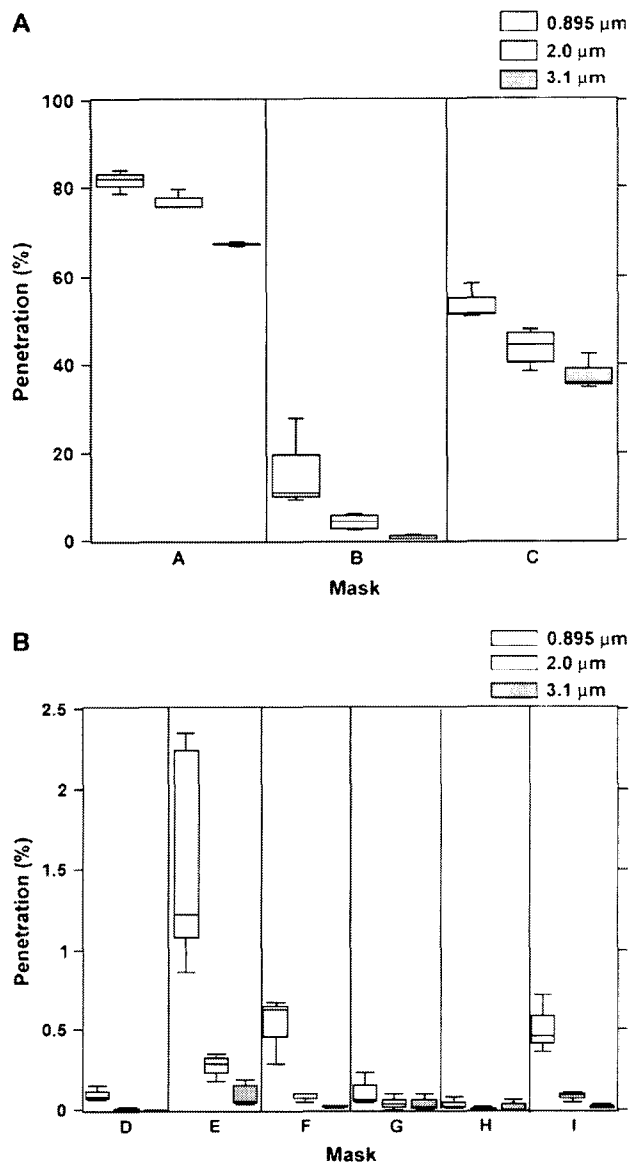 A
0.895 µm
2.0 µm
3.1 µm
100
80
60
40
20
0
Penetration (%)
A B C
Mask
B
0.895 µm
2.0 µm
3.1 µm
2.5
2
1.5
1
0.5
0
Penetration (%)
D E F G H I
Mask